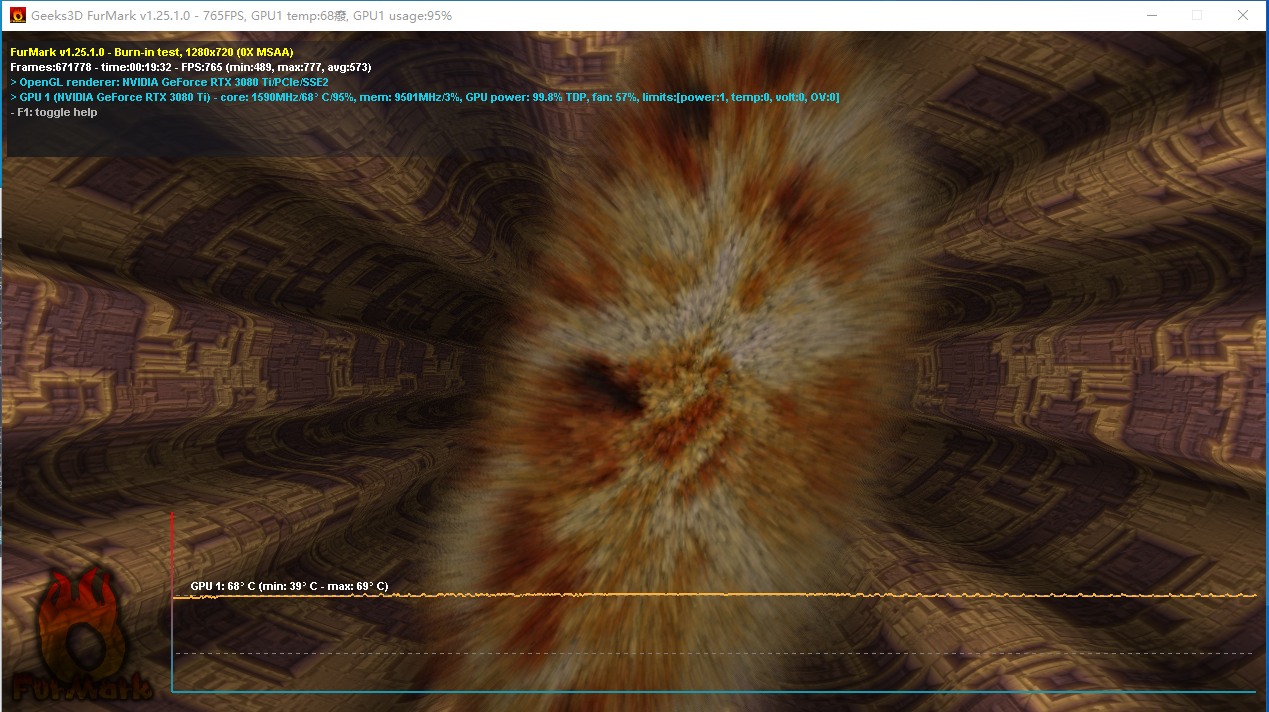 Geeks3D FurMark v1.25.1.0 - 765FPS, GPU1 temp:68癈, GPU1 usage:95%
FurMark v1.25.1.0 - Burn-in test, 1280x720 (0X MSAA)
Frames:671778 - time:00:19:32 - FPS:765 (min:489, max:777, avg:573)
> OpenGL renderer: NVIDIA GeForce RTX 3080 Ti/PCIe/SSE2
> GPU 1 (NVIDIA GeForce RTX 3080 Ti) - core: 1590MHz/68° C/95%, mem: 9501MHz/3%, GPU power: 99.8% TDP, fan: 57%, limits:[power:1, temp:0, volt:0, OV:0]
- F1: toggle help
GPU 1: 68° C (min: 39° C - max: 69° C)
FurMark